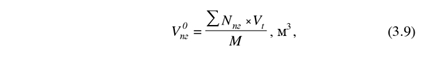 V⁰ₙₑ = ∑Nₙₑ × Vₜ / M , м³, (3.9)